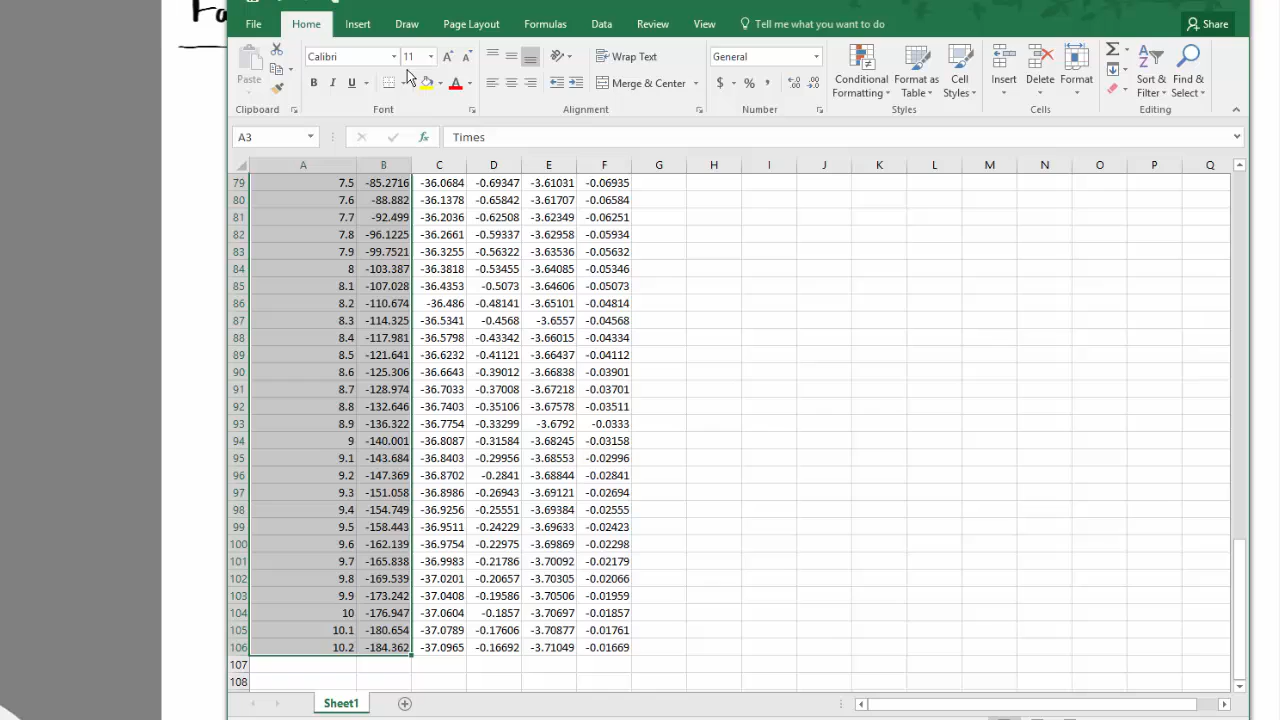 Fa
File Home Insert Draw Page Layout Formulas Data Review View Tell me what you want to do Share
Calibri 11 Wrap Text General
Paste B I U A Merge & Center $ % , Conditional Formatting Format as Table Cell Styles Insert Delete Format Sort & Filter Find & Select
Clipboard Font Alignment Number Styles Cells Editing
A3 fx Times
A B C D E F G H I J K L M N O P Q
79 7.5 -85.2716 -36.0684 -0.69347 -3.61031 -0.06935
80 7.6 -88.882 -36.1378 -0.65842 -3.61707 -0.06584
81 7.7 -92.499 -36.2036 -0.62508 -3.62349 -0.06251
82 7.8 -96.1225 -36.2661 -0.59337 -3.62958 -0.05934
83 7.9 -99.7521 -36.3255 -0.56322 -3.63536 -0.05632
84 8 -103.387 -36.3818 -0.53455 -3.64085 -0.05346
85 8.1 -107.028 -36.4353 -0.5073 -3.64606 -0.05073
86 8.2 -110.674 -36.486 -0.48141 -3.65101 -0.04814
87 8.3 -114.325 -36.5341 -0.4568 -3.6557 -0.04568
88 8.4 -117.981 -36.5798 -0.43342 -3.66015 -0.04334
89 8.5 -121.641 -36.6232 -0.41121 -3.66437 -0.04112
90 8.6 -125.306 -36.6643 -0.39012 -3.66838 -0.03901
91 8.7 -128.974 -36.7033 -0.37008 -3.67218 -0.03701
92 8.8 -132.646 -36.7403 -0.35106 -3.67578 -0.03511
93 8.9 -136.322 -36.7754 -0.33299 -3.6792 -0.0333
94 9 -140.001 -36.8087 -0.31584 -3.68245 -0.03158
95 9.1 -143.684 -36.8403 -0.29956 -3.68553 -0.02996
96 9.2 -147.369 -36.8702 -0.2841 -3.68844 -0.02841
97 9.3 -151.058 -36.8986 -0.26943 -3.69121 -0.02694
98 9.4 -154.749 -36.9256 -0.25551 -3.69384 -0.02555
99 9.5 -158.443 -36.9511 -0.24229 -3.69633 -0.02423
100 9.6 -162.139 -36.9754 -0.22975 -3.69869 -0.02298
101 9.7 -165.838 -36.9983 -0.21786 -3.70092 -0.02179
102 9.8 -169.539 -37.0201 -0.20657 -3.70305 -0.02066
103 9.9 -173.242 -37.0408 -0.19586 -3.70506 -0.01959
104 10 -176.947 -37.0604 -0.1857 -3.70697 -0.01857
105 10.1 -180.654 -37.0789 -0.17606 -3.70877 -0.01761
106 10.2 -184.362 -37.0965 -0.16692 -3.71049 -0.01669
107
108
Sheet1